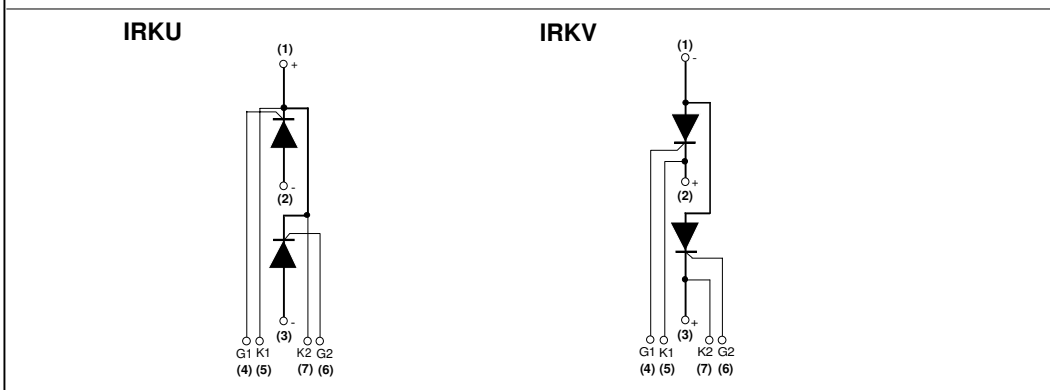 IRKU
(1)
+
-
(2)
-
(3)
G1 K1 K2 G2
(4) (5) (7) (6)
IRKV
(1)
-
+
(2)
+
(3)
G1 K1 K2 G2
(4) (5) (7) (6)